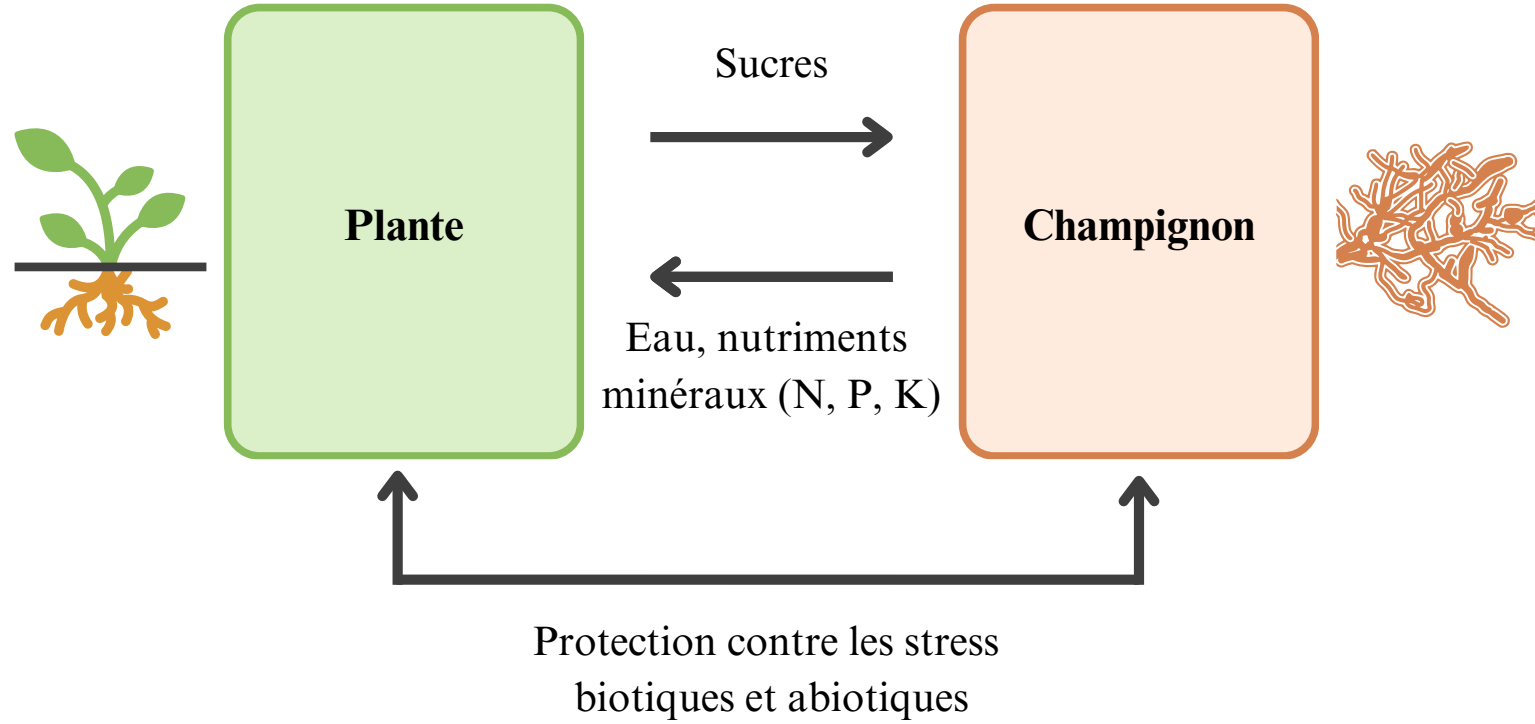 Sucres
Plante
Champignon
Eau, nutriments
minéraux (N, P, K)
Protection contre les stress
biotiques et abiotiques